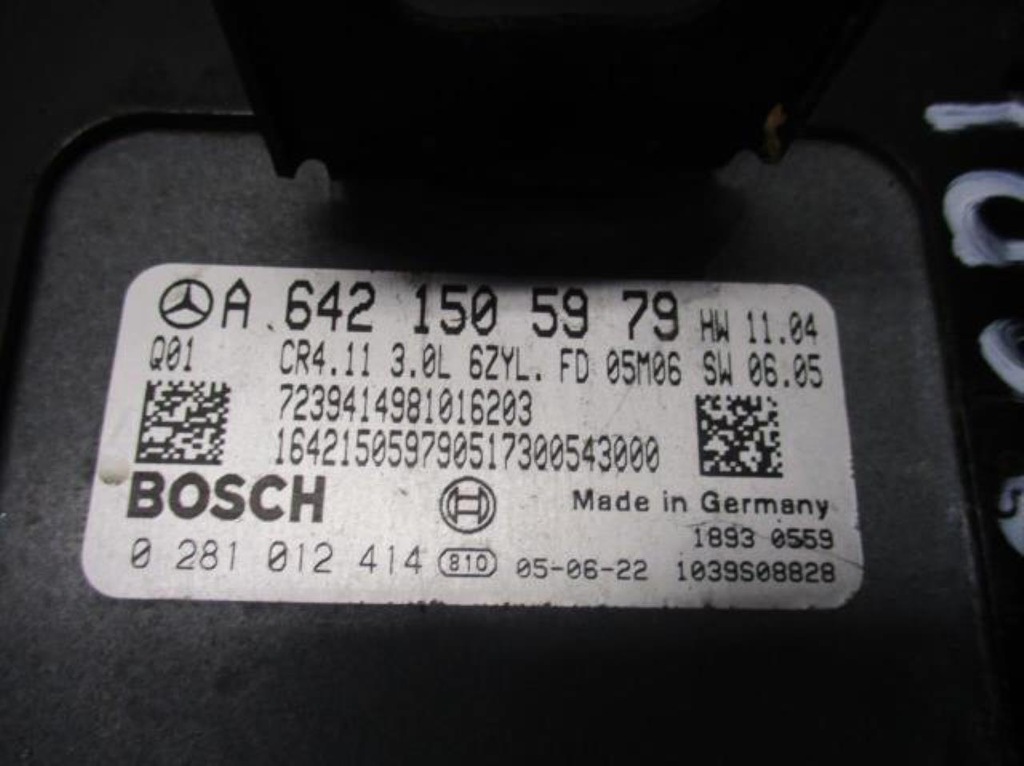 A 642 150 59 79 HW 11.04
Q01 CR4.11 3.0L 6ZYL. FD 05M06 SW 06.05
7239414981016203
164215059790517300543000
BOSCH Made in Germany
1893 0559
0 281 012 414 810 05-06-22 1039S08828